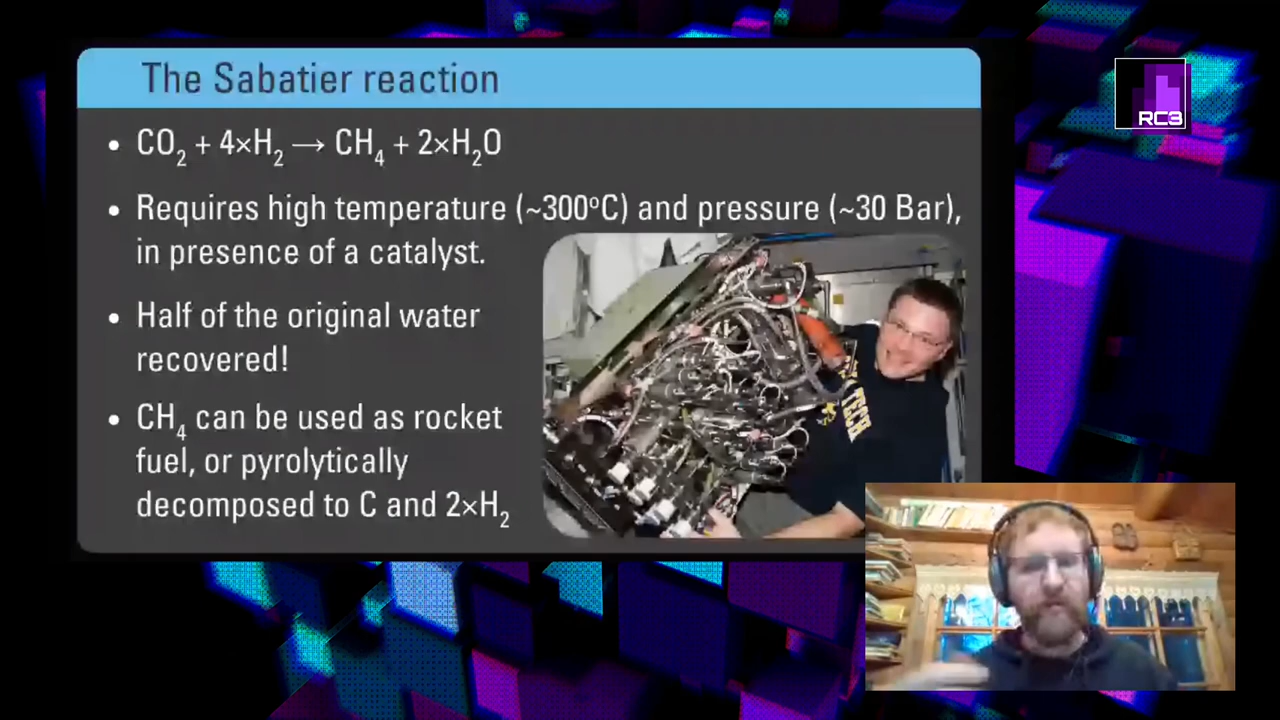 The Sabatier reaction
RC3
• CO₂ + 4×H₂ → CH₄ + 2×H₂O
• Requires high temperature (~300ºC) and pressure (~30 Bar),
in presence of a catalyst.
• Half of the original water
recovered!
• CH₄ can be used as rocket
fuel, or pyrolytically
decomposed to C and 2×H₂
TECH